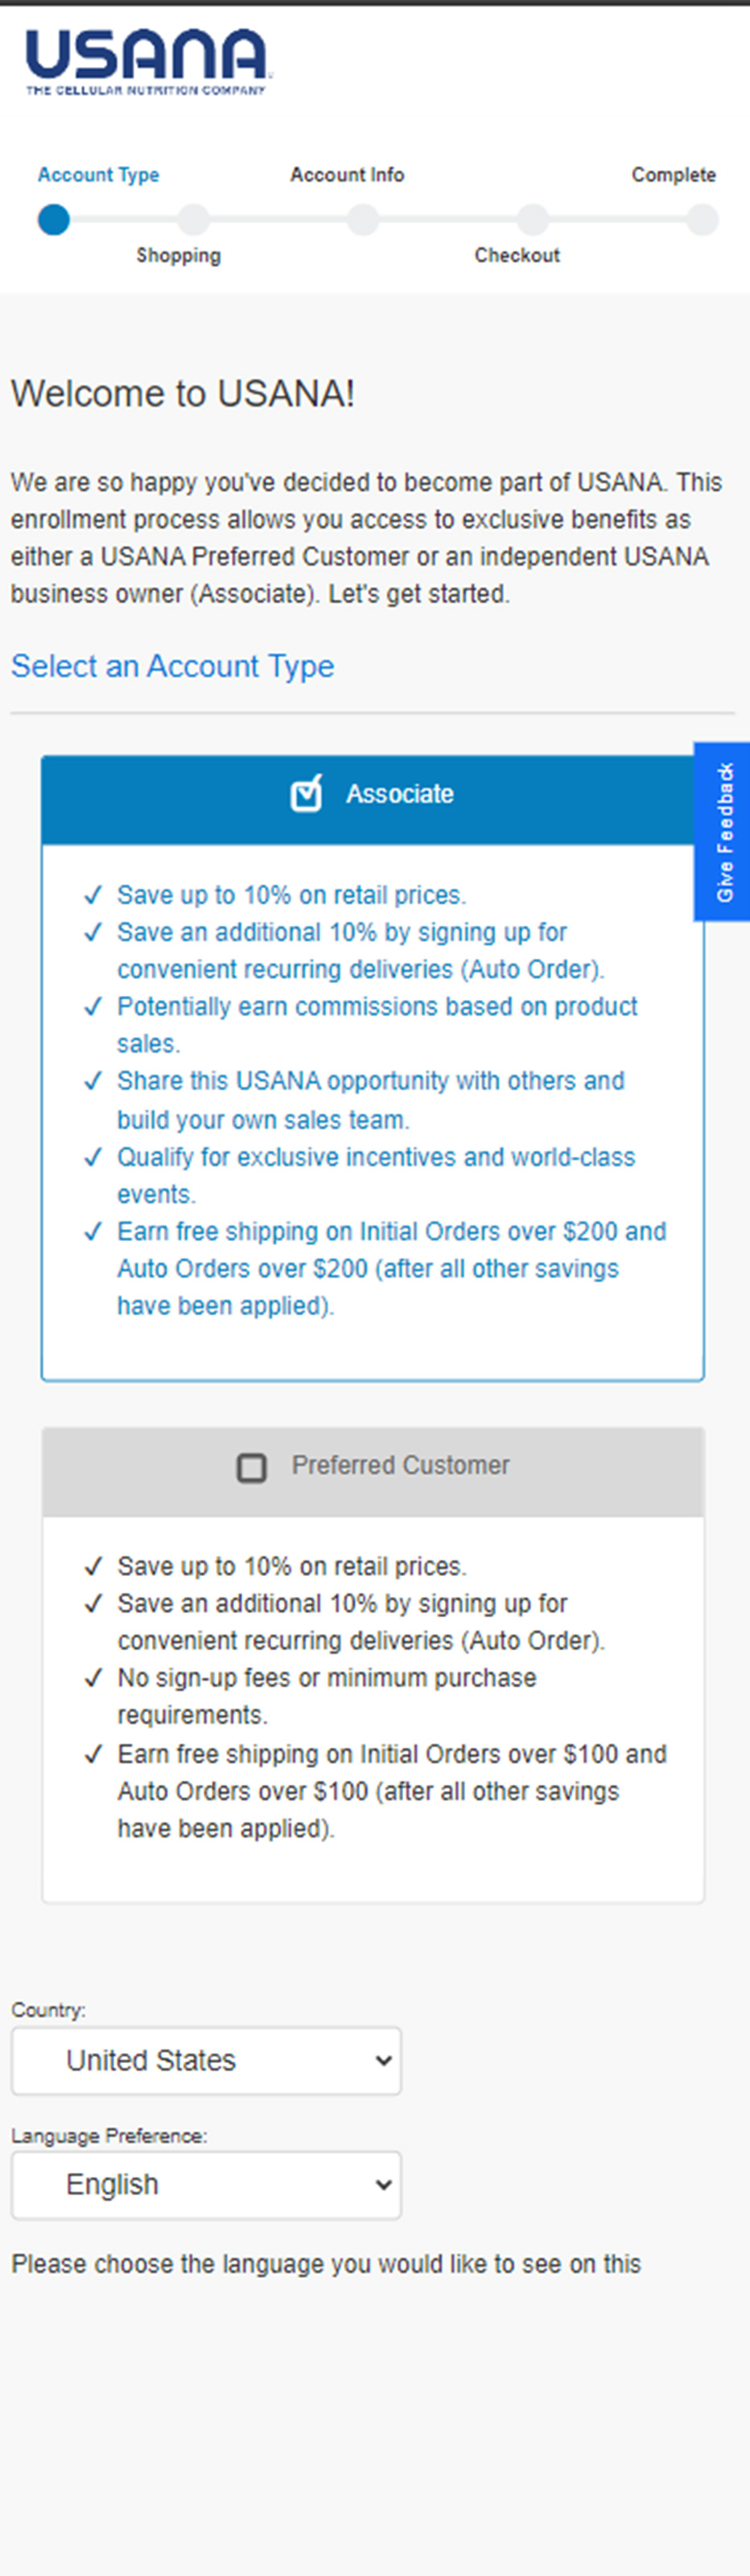 USANA
THE CELLULAR NUTRITION COMPANY
Account Type
Account Info
Complete
Shopping
Checkout
Welcome to USANA!
We are so happy you've decided to become part of USANA. This
enrollment process allows you access to exclusive benefits as
either a USANA Preferred Customer or an independent USANA
business owner (Associate). Let's get started.
Select an Account Type
Associate
Give Feedback
✓ Save up to 10% on retail prices.
✓ Save an additional 10% by signing up for
convenient recurring deliveries (Auto Order).
✓ Potentially earn commissions based on product
sales.
✓ Share this USANA opportunity with others and
build your own sales team.
✓ Qualify for exclusive incentives and world-class
events.
✓ Earn free shipping on Initial Orders over $200 and
Auto Orders over $200 (after all other savings
have been applied).
Preferred Customer
✓ Save up to 10% on retail prices.
✓ Save an additional 10% by signing up for
convenient recurring deliveries (Auto Order).
✓ No sign-up fees or minimum purchase
requirements.
✓ Earn free shipping on Initial Orders over $100 and
Auto Orders over $100 (after all other savings
have been applied).
Country:
United States
Language Preference:
English
Please choose the language you would like to see on this